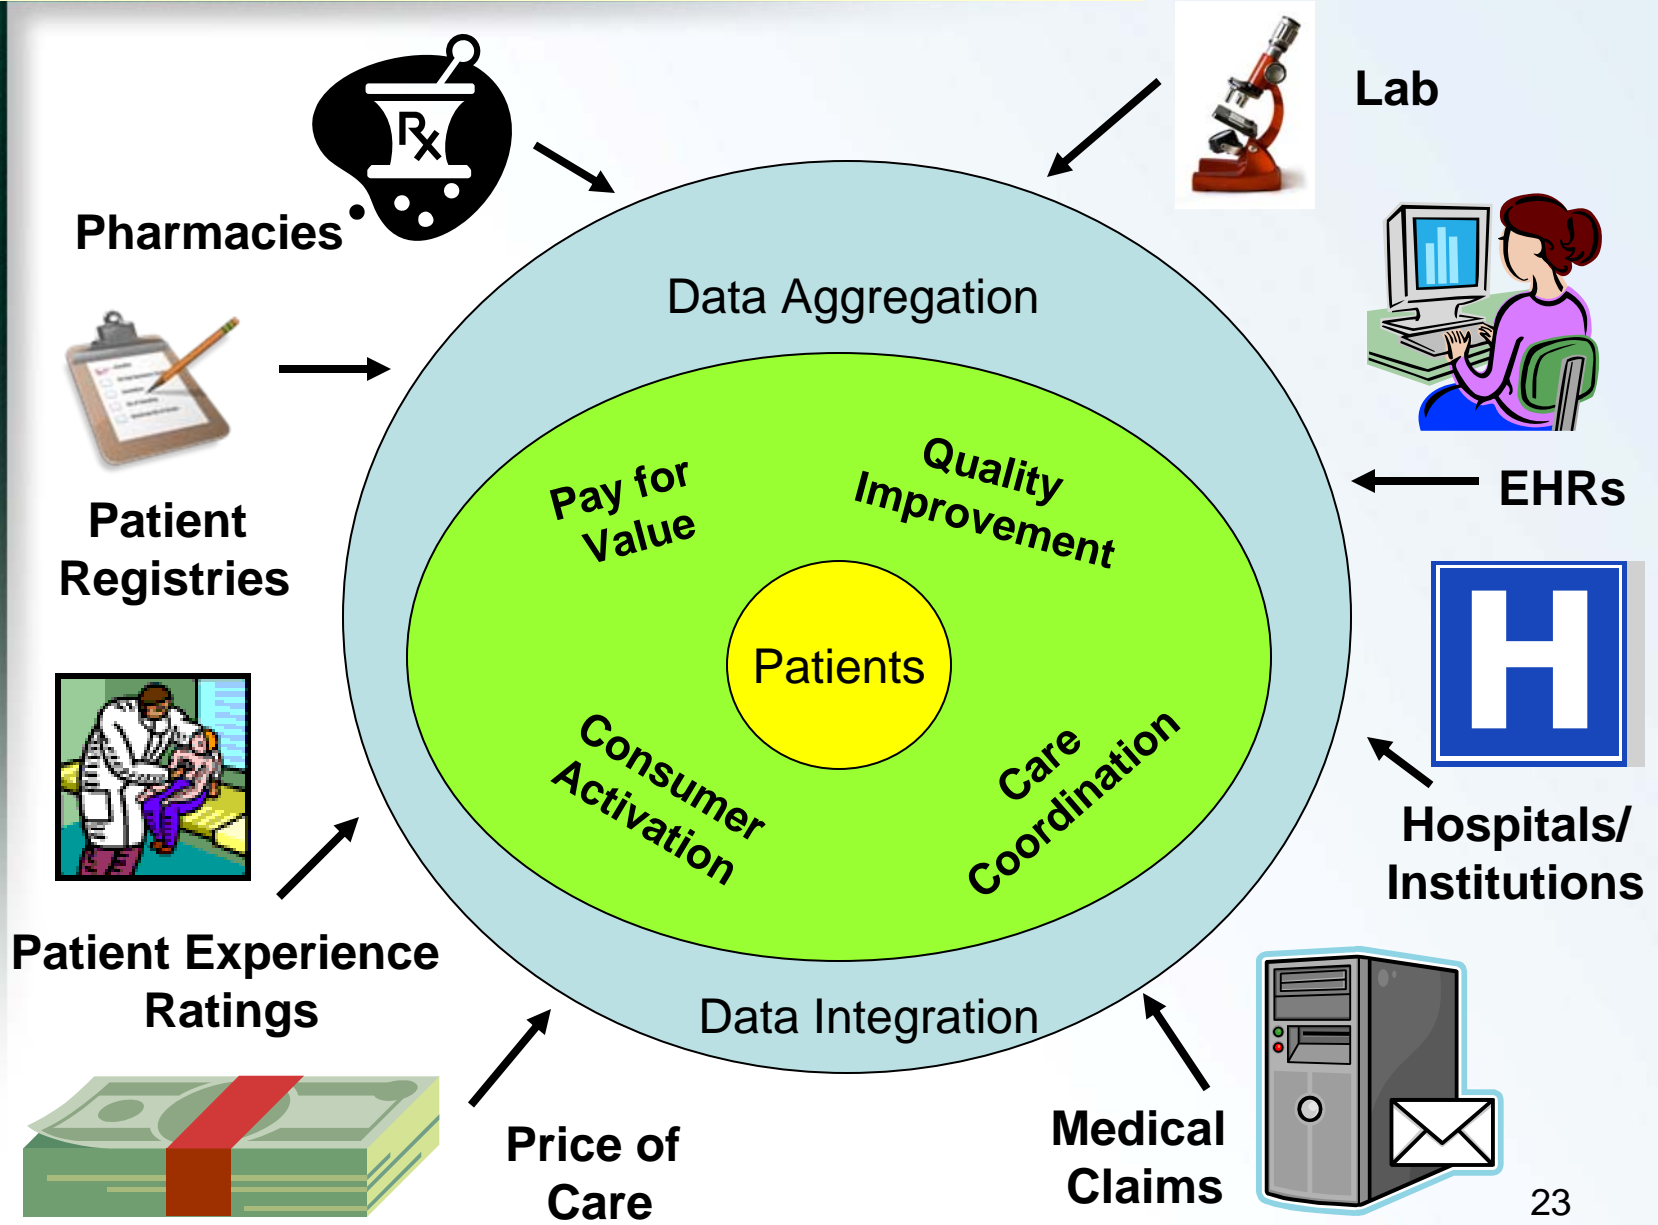 Lab
Rx
Pharmacies
Data Aggregation
Quality
Improvement
Pay for
Value
EHRs
Patient
Registries
H
Patients
Consumer
Activation
Care
Coordination
Hospitals/
Institutions
Patient Experience
Ratings
Data Integration
Price of
Care
Medical
Claims
23